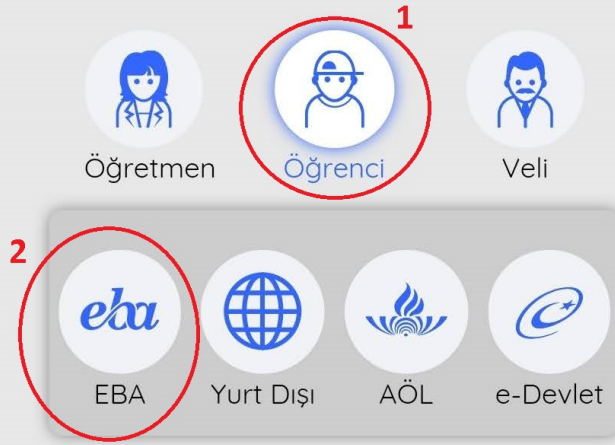 1
Öğretmen Öğrenci Veli
2
eba
EBA Yurt Dışı AÖL e-Devlet